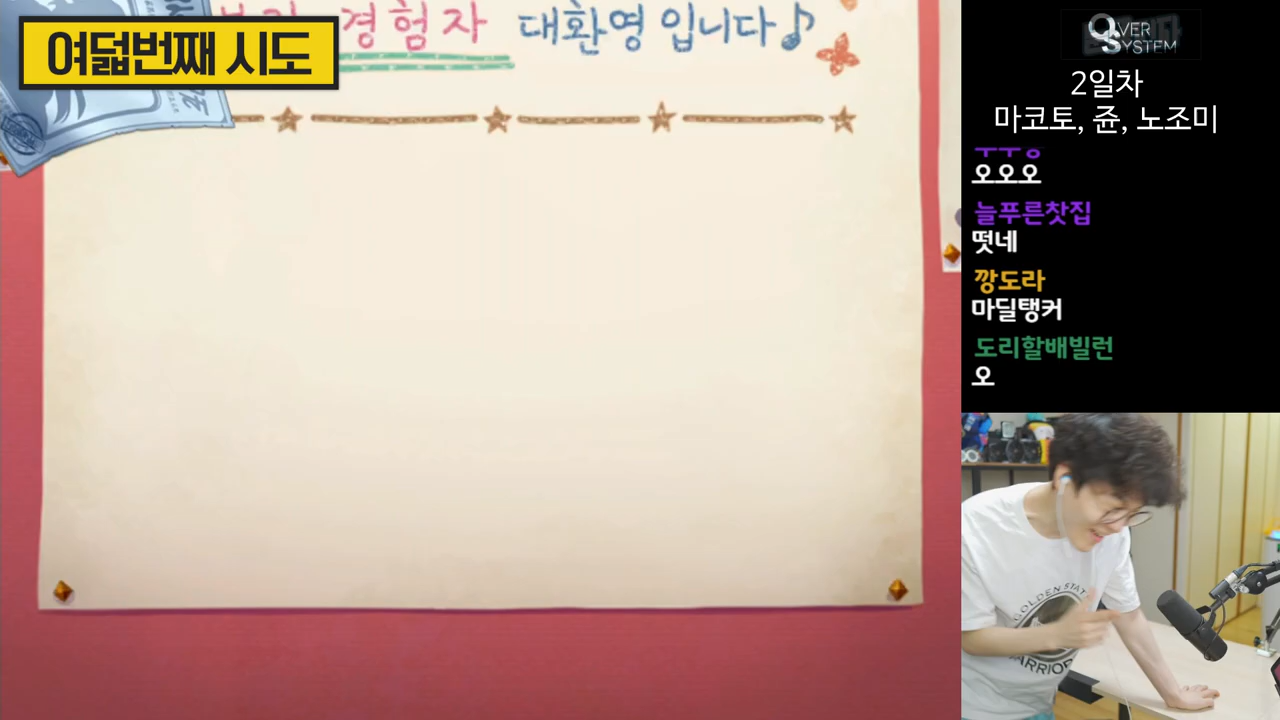 여덟번째 시도
경험자 대환영입니다♪
OVER SYSTEM
2일차
마코토, 쥰, 노조미
오오오
늘푸른찻집
떳네
깡도라
마딜탱커
도리할배빌런
오
GOLDEN STATE
WARRIORS